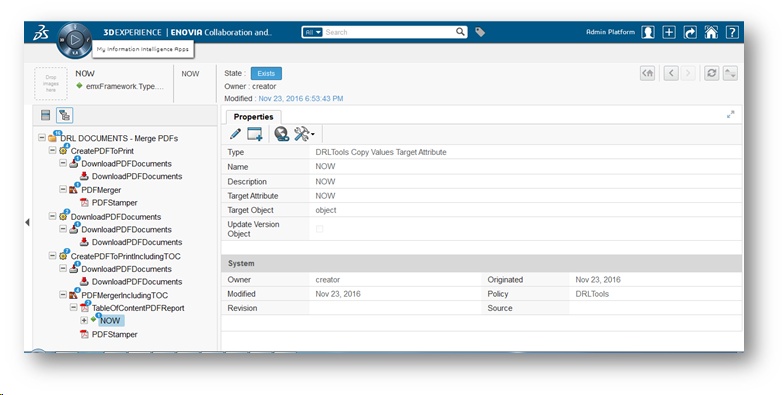 3DEXPERIENCE | ENOVIA Collaboration and..
All
Search
Admin Platform
My Information Intelligence Apps
Drop images here
NOW
emxFramework.Type....
NOW
State : Exists
Owner : creator
Modified : Nov 23, 2016 6:53:43 PM
DRL DOCUMENTS - Merge PDFs
CreatePDFToPrint
DownloadPDFDocuments
DownloadPDFDocuments
PDFMerger
PDFStamper
DownloadPDFDocuments
DownloadPDFDocuments
DownloadPDFDocuments
CreatePDFToPrintIncludingTOC
DownloadPDFDocuments
DownloadPDFDocuments
PDFMergerIncludingTOC
TableOfContentPDFReport
NOW
PDFStamper
Properties
Type DRLTools Copy Values Target Attribute
Name NOW
Description NOW
Target Attribute NOW
Target Object object
Update Version Object
System
Owner creator Originated Nov 23, 2016
Modified Nov 23, 2016 Policy DRLTools
Revision Source